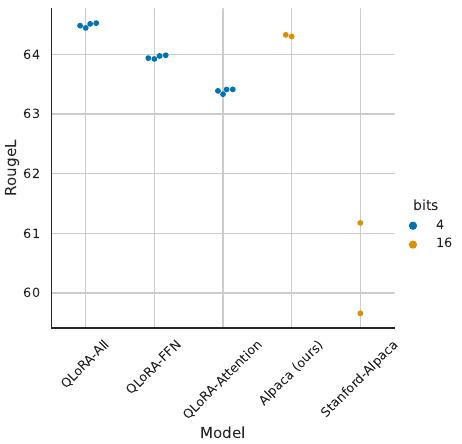 RougeL
64
63
62
61
60
QLoRA-All
QLoRA-FFN
QLoRA-Attention
Alpaca (ours)
Stanford-Alpaca
Model
bits
4
16